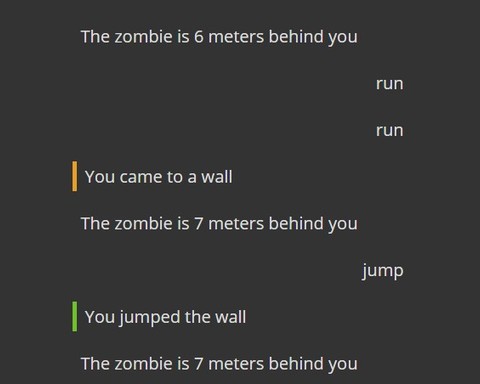 The zombie is 6 meters behind you
run
run
You came to a wall
The zombie is 7 meters behind you
jump
You jumped the wall
The zombie is 7 meters behind you